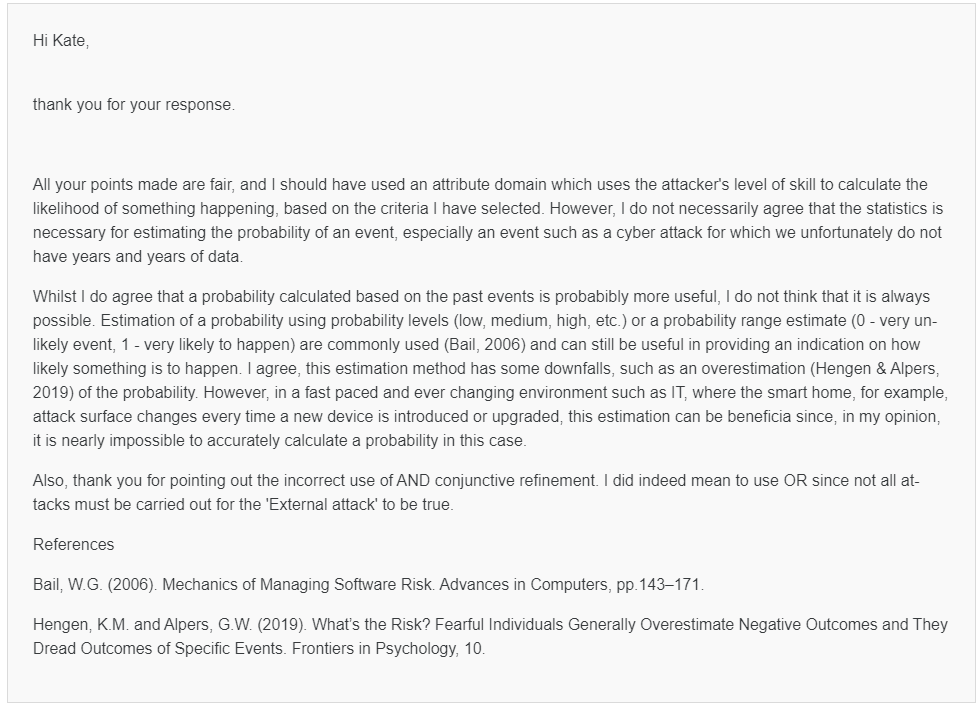 Hi Kate,
thank you for your response.
All your points made are fair, and I should have used an attribute domain which uses the attacker's level of skill to calculate the
likelihood of something happening, based on the criteria I have selected. However, I do not necessarily agree that the statistics is
necessary for estimating the probability of an event, especially an event such as a cyber attack for which we unfortunately do not
have years and years of data.
Whilst I do agree that a probability calculated based on the past events is probabibly more useful, I do not think that it is always
possible. Estimation of a probability using probability levels (low, medium, high, etc.) or a probability range estimate (0 - very un-
likely event, 1 - very likely to happen) are commonly used (Bail, 2006) and can still be useful in providing an indication on how
likely something is to happen. I agree, this estimation method has some downfalls, such as an overestimation (Hengen & Alpers,
2019) of the probability. However, in a fast paced and ever changing environment such as IT, where the smart home, for example,
attack surface changes every time a new device is introduced or upgraded, this estimation can be beneficia since, in my opinion,
it is nearly impossible to accurately calculate a probability in this case.
Also, thank you for pointing out the incorrect use of AND conjunctive refinement. I did indeed mean to use OR since not all at-
tacks must be carried out for the 'External attack' to be true.
References
Bail, W.G. (2006). Mechanics of Managing Software Risk. Advances in Computers, pp.143–171.
Hengen, K.M. and Alpers, G.W. (2019). What’s the Risk? Fearful Individuals Generally Overestimate Negative Outcomes and They
Dread Outcomes of Specific Events. Frontiers in Psychology, 10.